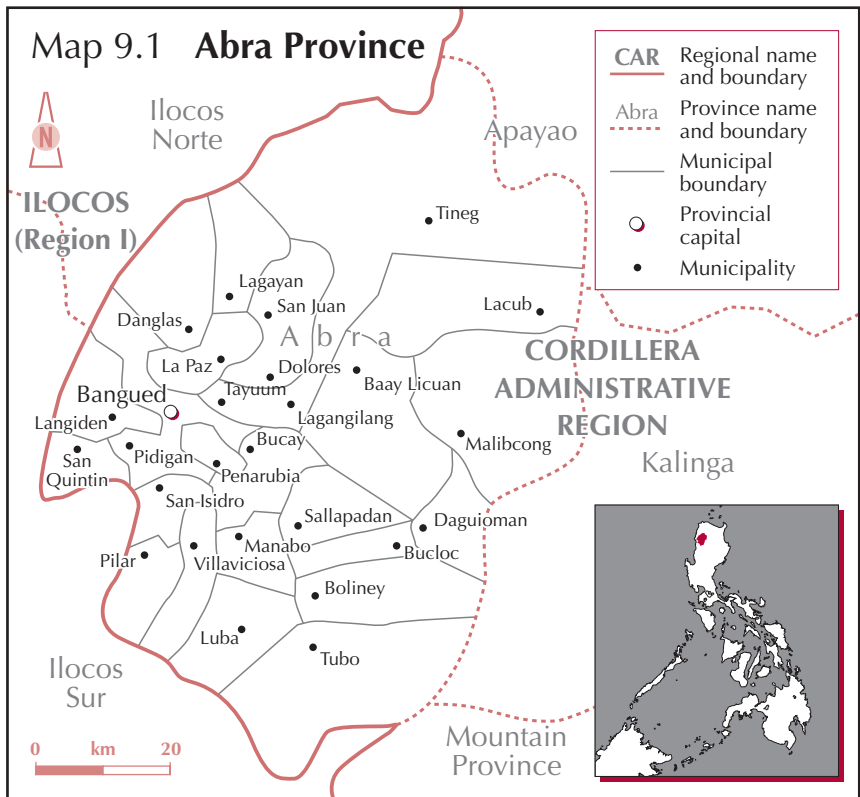 Map 9.1 Abra Province
CAR
Regional name
and boundary
Abra
Province name
and boundary
Municipal
boundary
Provincial
capital
Municipality
N
Ilocos
Norte
Apayao
ILOCOS
(Region I)
Tineg
Lagayan
San Juan
Lacub
Danglas
Abra
La Paz
Dolores
Baay Licuan
CORDILLERA
ADMINISTRATIVE
REGION
Bangued
Tayuum
Lagangilang
Langiden
Bucay
Malibcong
Kalinga
San
Quintin
Pidigan
Penarubia
San-Isidro
Sallapadan
Daguioman
Pilar
Villaviciosa
Manabo
Bucloc
Boliney
Luba
Tubo
Ilocos
Sur
Mountain
Province
0 km 20